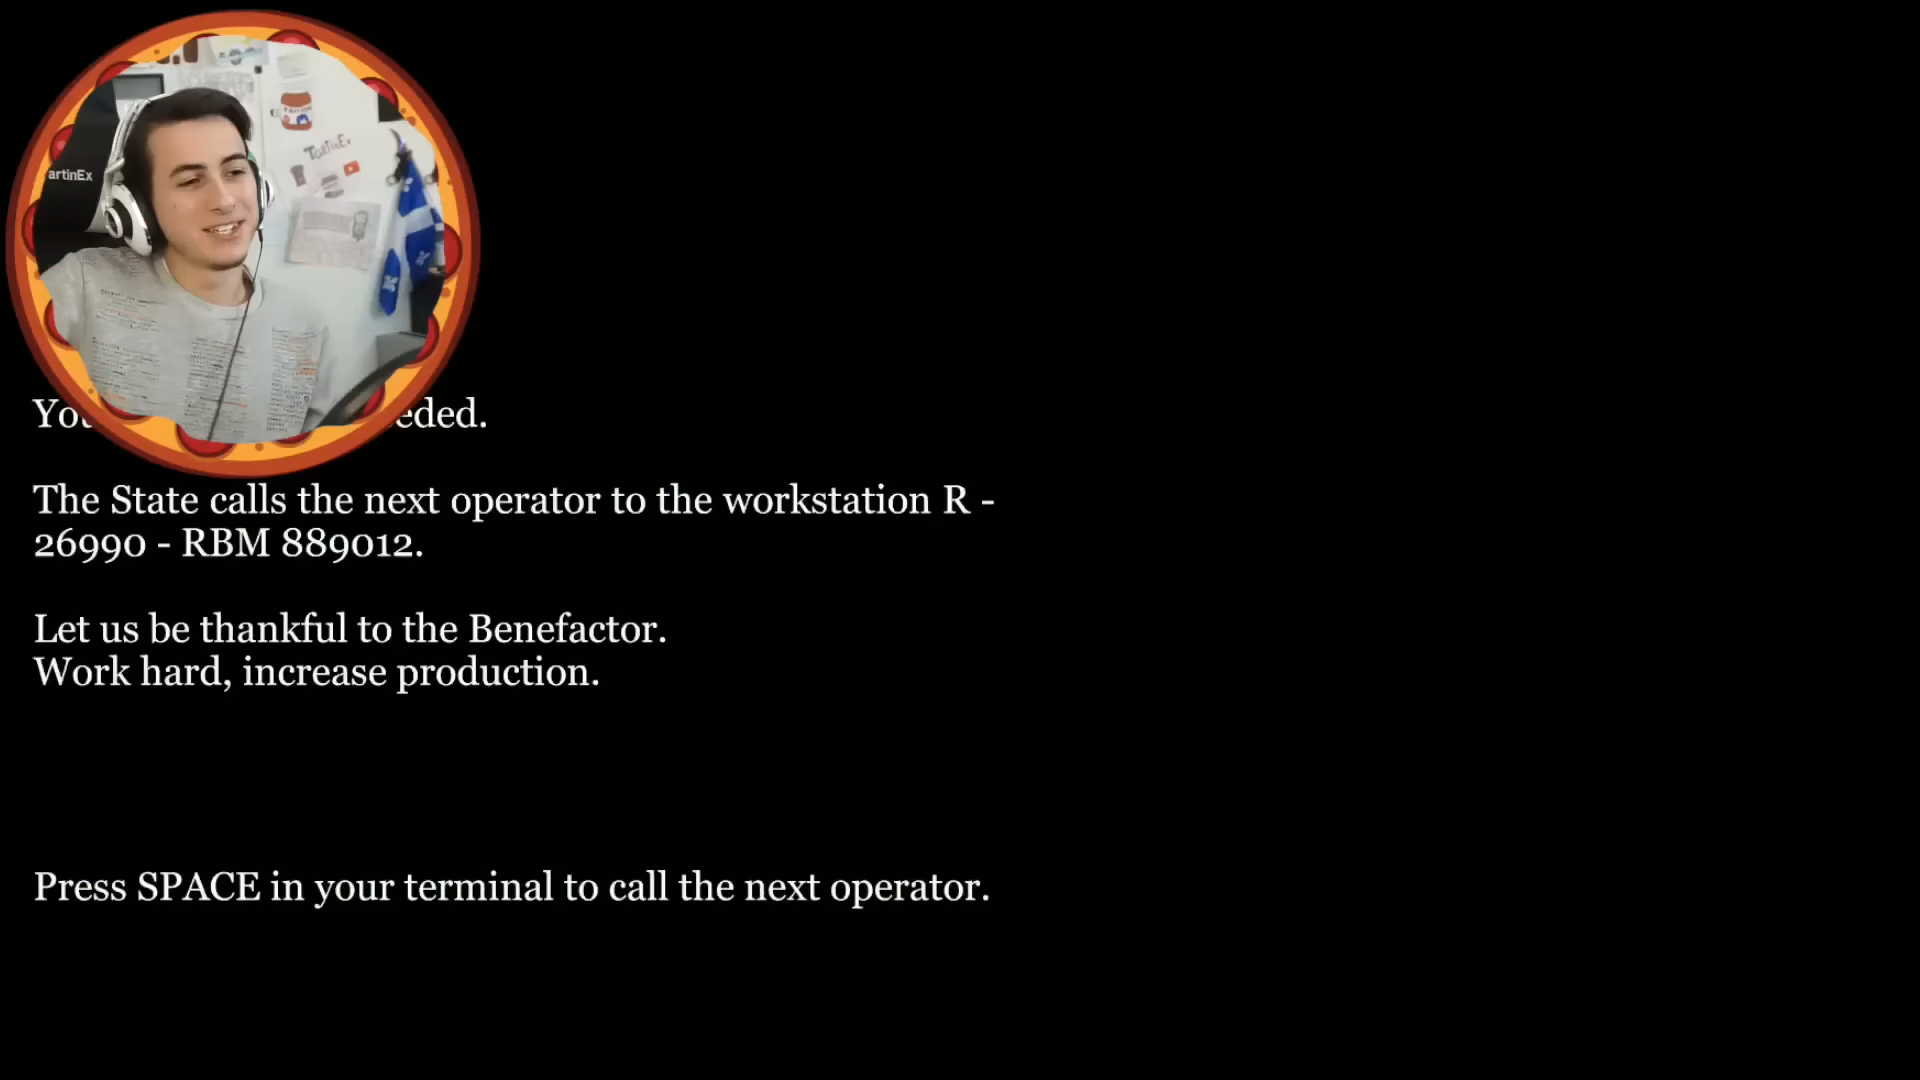 artinEx
TartinEx
eded.
The State calls the next operator to the workstation R -
26990 - RBM 889012.
Let us be thankful to the Benefactor.
Work hard, increase production.
Press SPACE in your terminal to call the next operator.